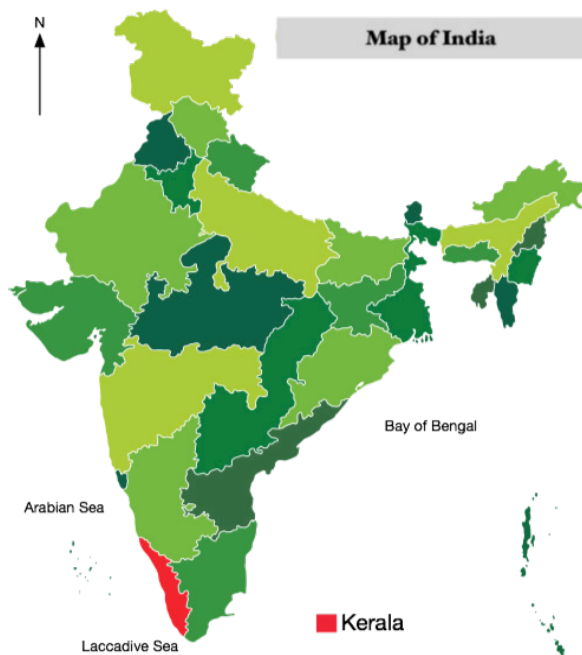 N
Map of India
Bay of Bengal
Arabian Sea
Kerala
Laccadive Sea